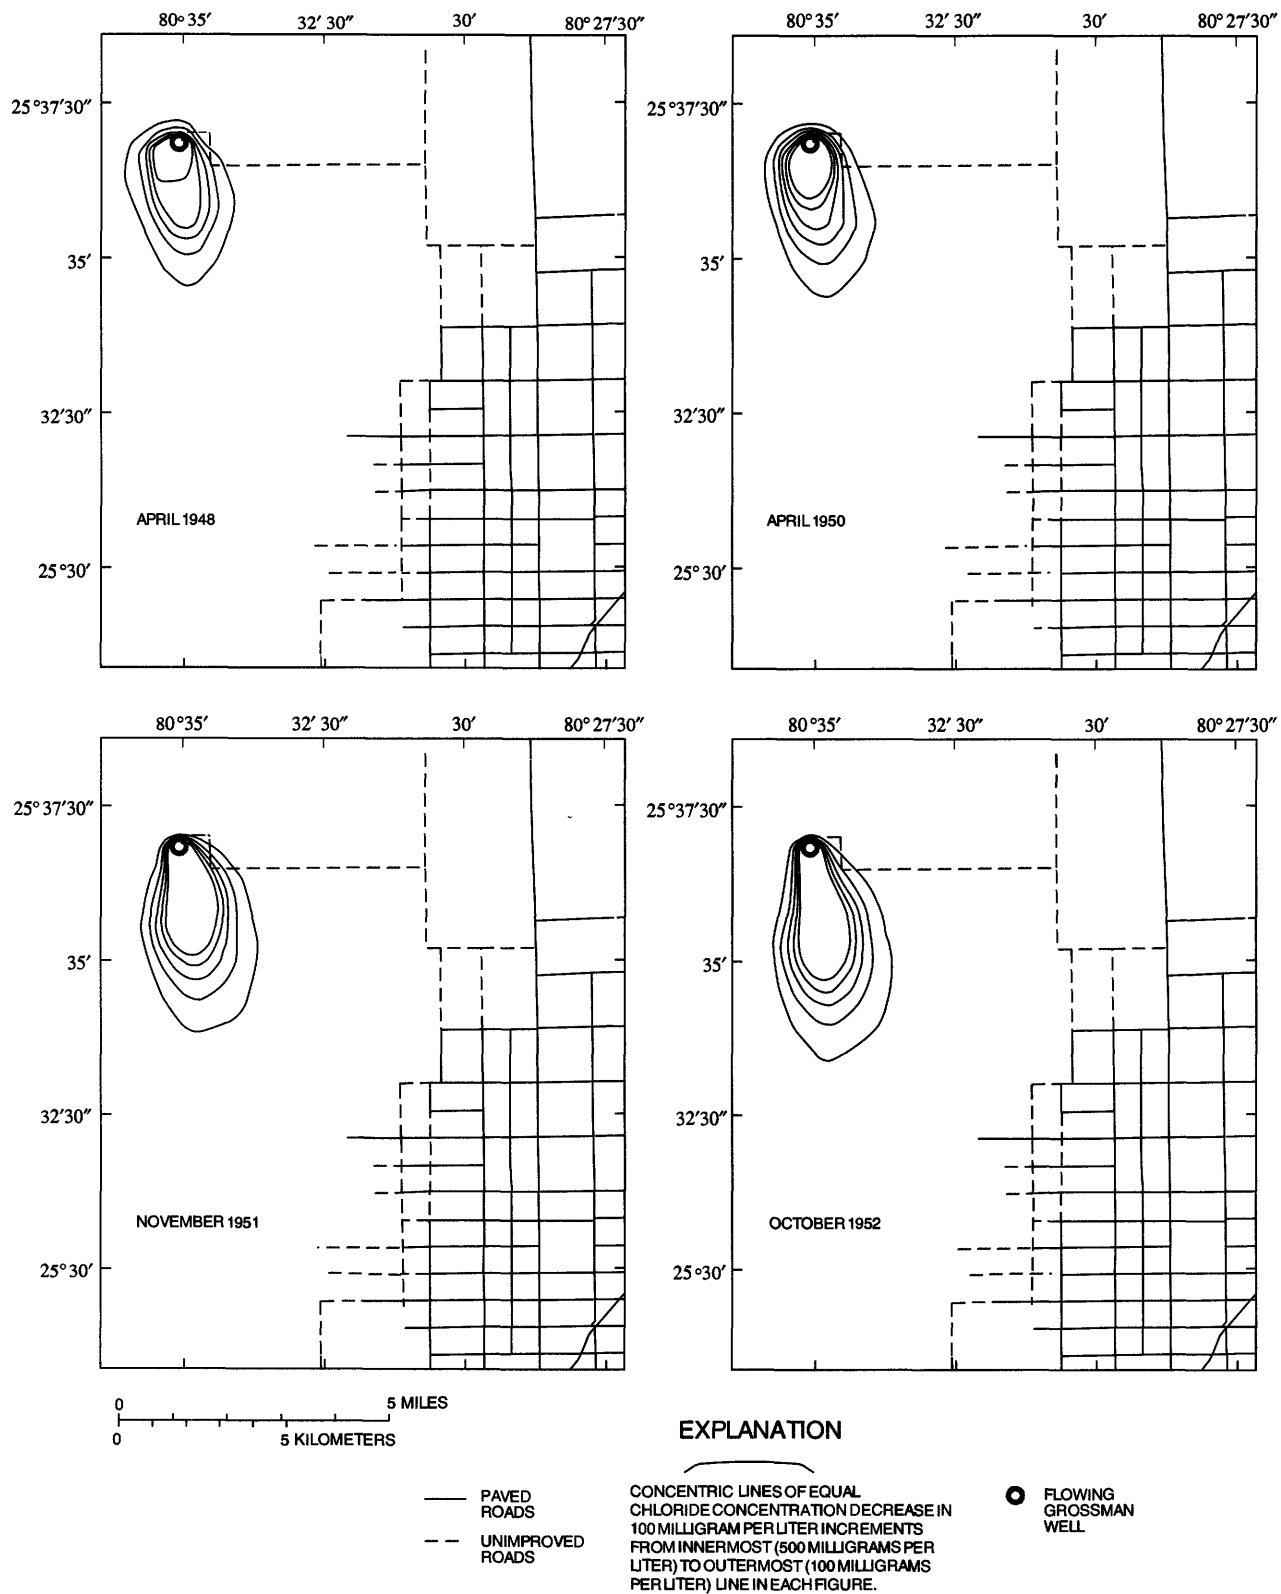 80°35′ 32′30″ 30′ 80°27′30″
80°35′ 32′30″ 30′ 80°27′30″
25°37′30″
35′
32′30″
APRIL 1948
25°30′
25°37′30″
35′
32′30″
APRIL 1950
25°30′
80°35′ 32′30″ 30′ 80°27′30″
80°35′ 32′30″ 30′ 80°27′30″
25°37′30″
35′
32′30″
NOVEMBER 1951
25°30′
25°37′30″
35′
32′30″
OCTOBER 1952
25°30′
0 5 MILES
0 5 KILOMETERS
EXPLANATION
PAVED
ROADS
UNIMPROVED
ROADS
CONCENTRIC LINES OF EQUAL
CHLORIDE CONCENTRATION DECREASE IN
100 MILLIGRAM PER LITER INCREMENTS
FROM INNERMOST (500 MILLIGRAMS PER
LITER) TO OUTERMOST (100 MILLIGRAMS
PER LITER) LINE IN EACH FIGURE.
FLOWING
GROSSMAN
WELL